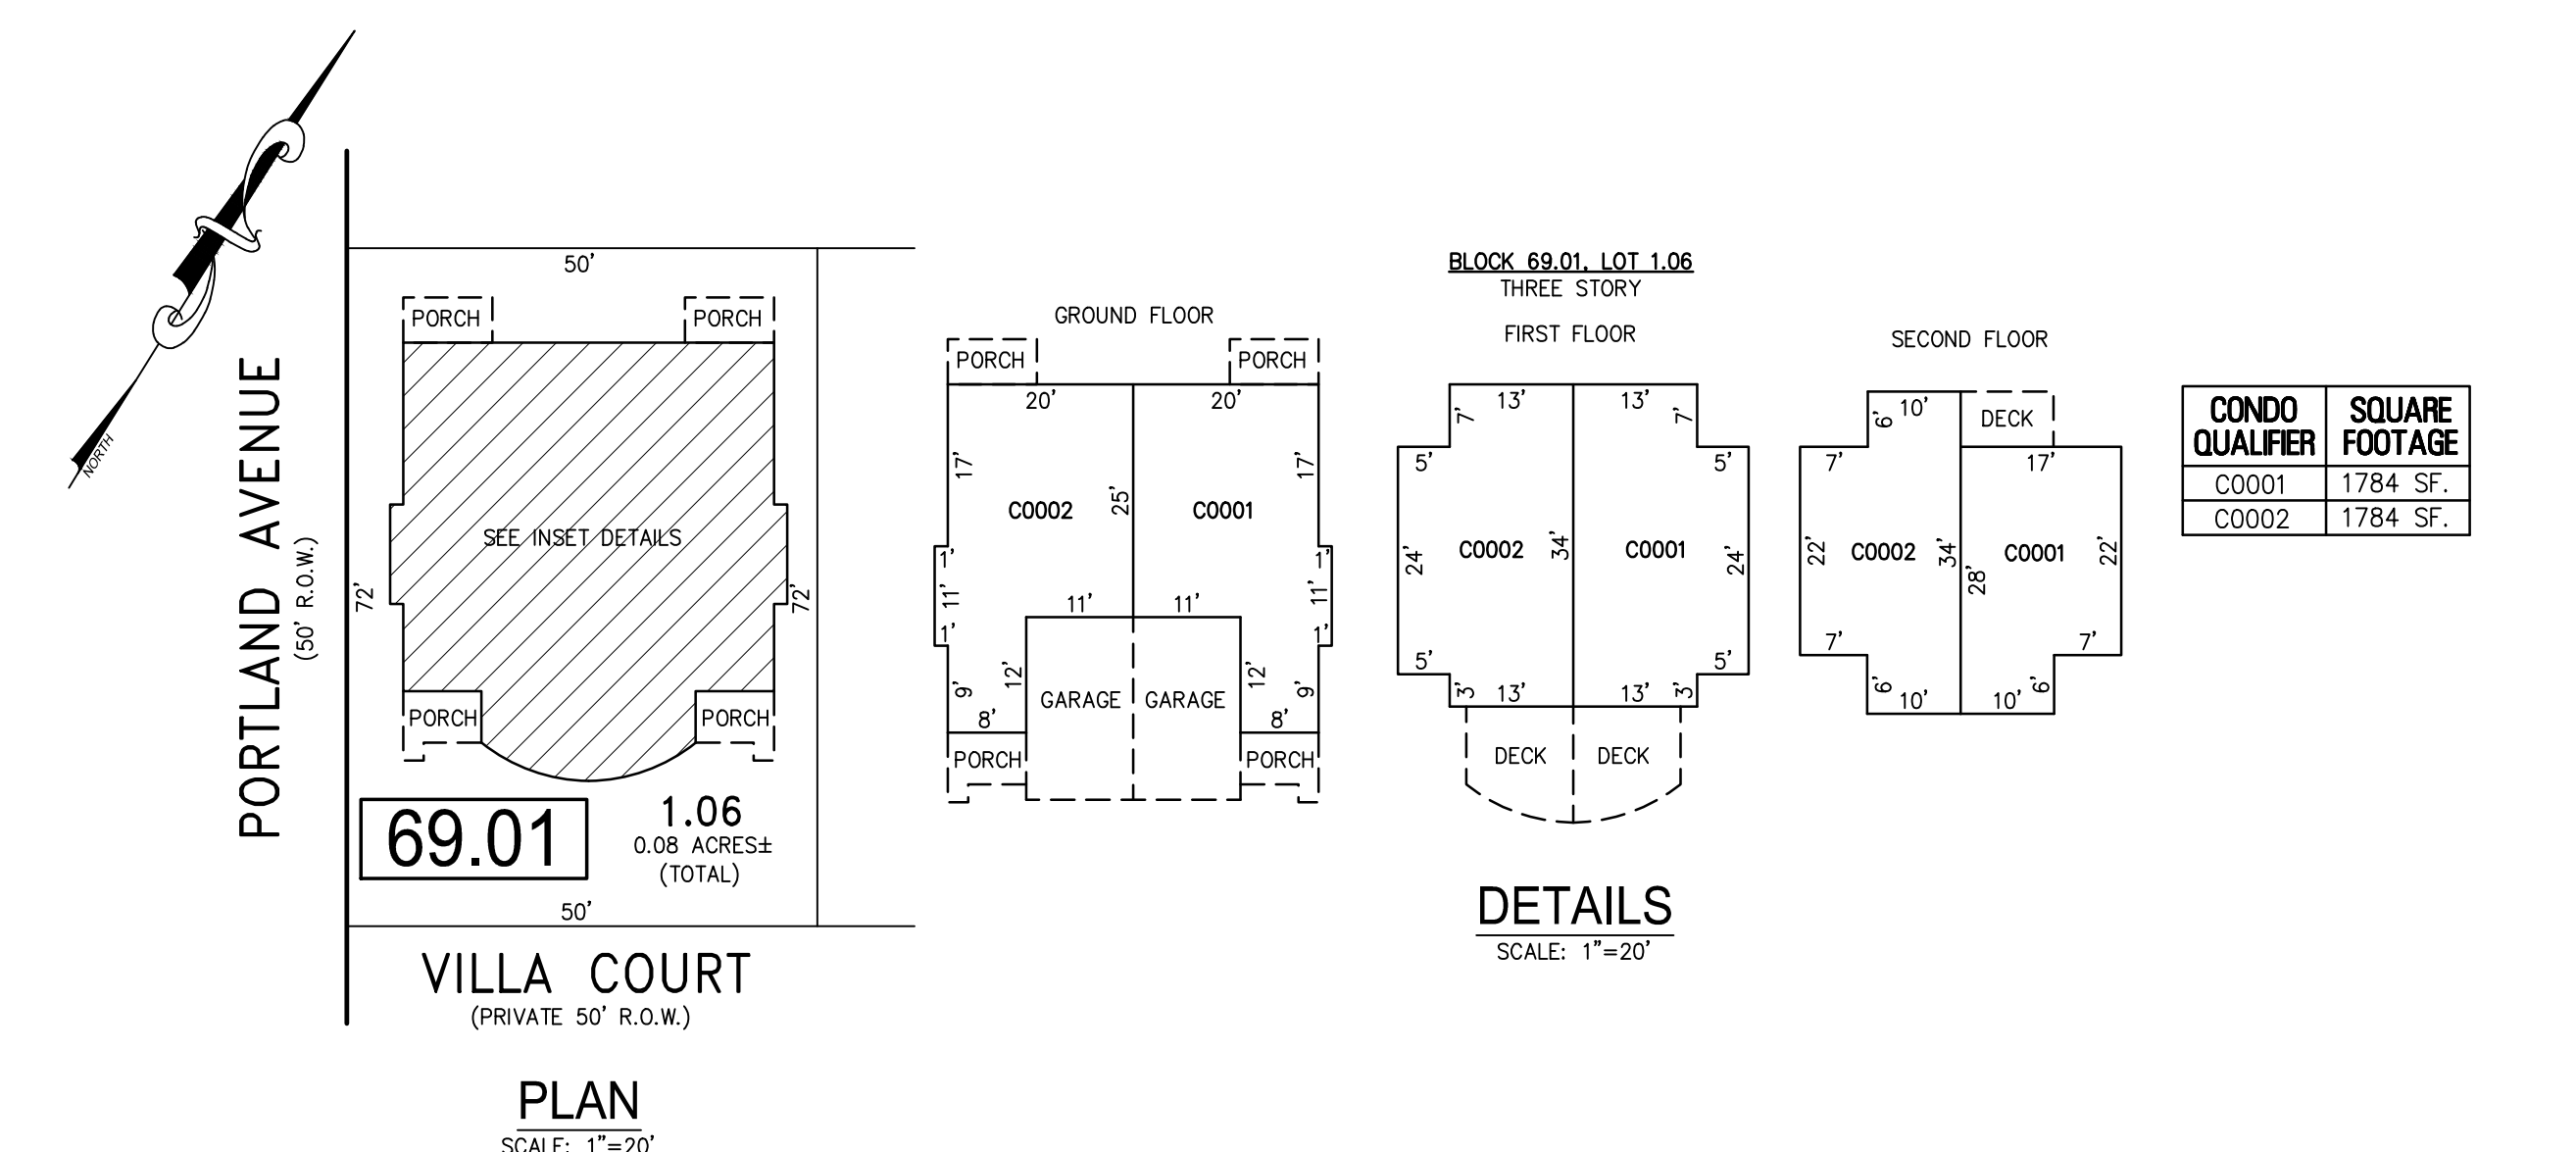 NORTH
PORTLAND AVENUE
(50' R.O.W.)
50'
PORCH
PORCH
SEE INSET DETAILS
72'
72'
PORCH
PORCH
69.01
1.06
0.08 ACRES±
(TOTAL)
50'
VILLA COURT
(PRIVATE 50' R.O.W.)
PLAN
SCALE: 1"=20'
BLOCK 69.01, LOT 1.06
THREE STORY
GROUND FLOOR
PORCH
PORCH
20'
20'
17'
17'
C0002
25'
C0001
1'
1'
11'
11'
11'
11'
1'
1'
12'
12'
9'
9'
GARAGE
GARAGE
8'
8'
PORCH
PORCH
FIRST FLOOR
13'
13'
7'
7'
5'
5'
24'
C0002
34'
C0001
24'
5'
5'
3'
13'
13'
3'
DECK
DECK
SECOND FLOOR
6'
10'
DECK
7'
17'
22'
C0002
34'
28'
C0001
22'
7'
7'
6'
10'
10'
6'
DETAILS
SCALE: 1"=20'
CONDO QUALIFIER SQUARE FOOTAGE
C0001 1784 SF.
C0002 1784 SF.